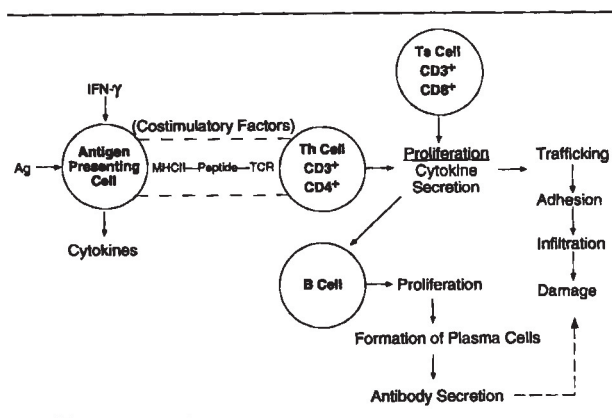 Ts Cell
CD3+
CD8+
IFN-γ
(Costimulatory Factors)
Ag
Antigen
Presenting
Cell
MHCII—Peptide—TCR
Th Cell
CD3+
CD4+
Proliferation
Cytokine
Secretion
Trafficking
Adhesion
Infiltration
Damage
Cytokines
B Cell
Proliferation
Formation of Plasma Cells
Antibody Secretion